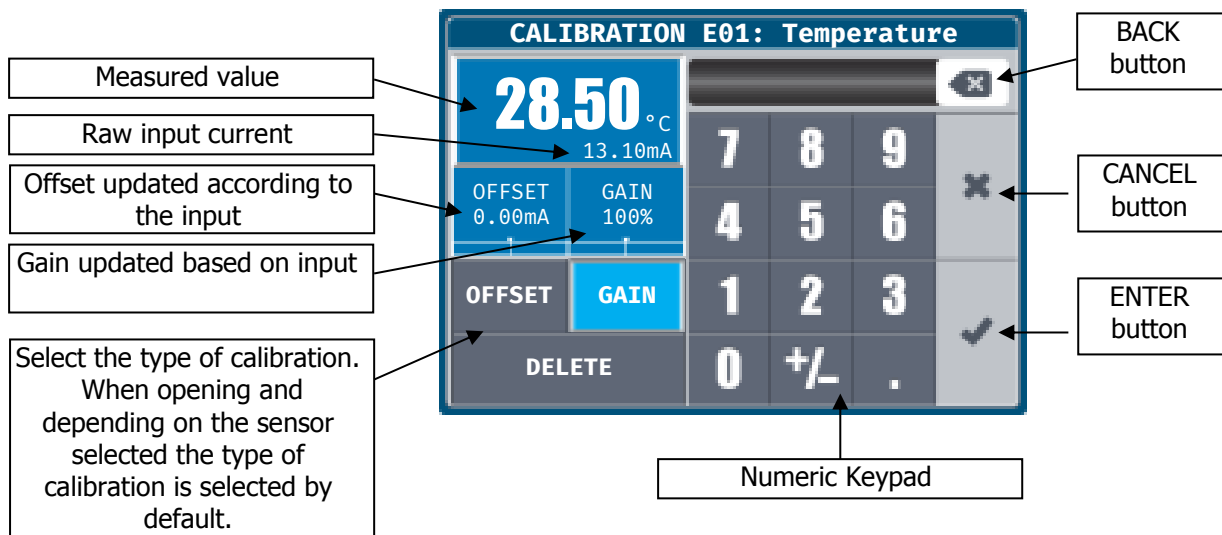 CALIBRATION E01: Temperature
28.50 °C
13.10mA
OFFSET
0.00mA
GAIN
100%
OFFSET
GAIN
DELETE
7 8 9
4 5 6
1 2 3
0 +/- .
Measured value
Raw input current
Offset updated according to
the input
Gain updated based on input
Select the type of calibration.
When opening and
depending on the sensor
selected the type of
calibration is selected by
default.
BACK
button
CANCEL
button
ENTER
button
Numeric Keypad